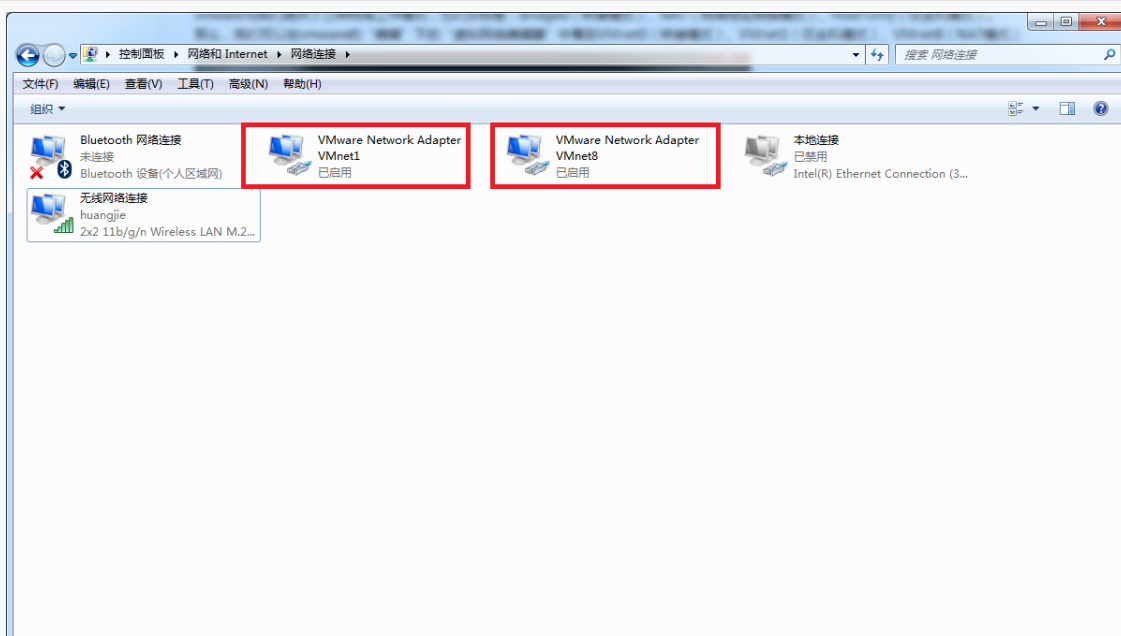 控制面板 ▸ 网络和 Internet ▸ 网络连接 ▸
搜索 网络连接
文件(F) 编辑(E) 查看(V) 工具(T) 高级(N) 帮助(H)
组织
Bluetooth 网络连接
未连接
Bluetooth 设备(个人区域网)
VMware Network Adapter
VMnet1
已启用
VMware Network Adapter
VMnet8
已启用
本地连接
已禁用
Intel(R) Ethernet Connection (3...
无线网络连接
huangjie
2x2 11b/g/n Wireless LAN M.2...